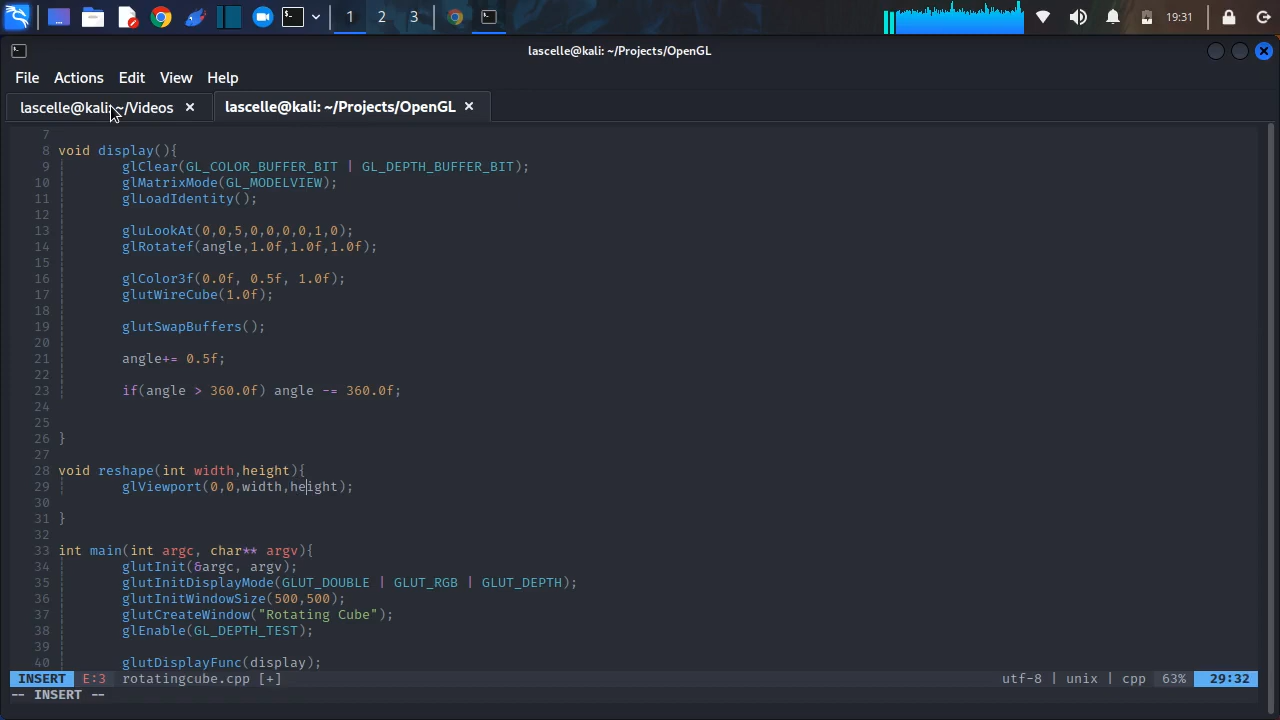 1 2 3 19:31
lascelle@kali: ~/Projects/OpenGL
File Actions Edit View Help
lascelle@kali: ~/Videos × lascelle@kali: ~/Projects/OpenGL ×
7
8 void display(){
9 glClear(GL_COLOR_BUFFER_BIT | GL_DEPTH_BUFFER_BIT);
10 glMatrixMode(GL_MODELVIEW);
11 glLoadIdentity();
12
13 gluLookAt(0,0,5,0,0,0,0,1,0);
14 glRotatef(angle,1.0f,1.0f,1.0f);
15
16 glColor3f(0.0f, 0.5f, 1.0f);
17 glutWireCube(1.0f);
18
19 glutSwapBuffers();
20
21 angle+= 0.5f;
22
23 if(angle > 360.0f) angle -= 360.0f;
24
25
26 }
27
28 void reshape(int width,height){
29 glViewport(0,0,width,height);
30
31 }
32
33 int main(int argc, char** argv){
34 glutInit(&argc, argv);
35 glutInitDisplayMode(GLUT_DOUBLE | GLUT_RGB | GLUT_DEPTH);
36 glutInitWindowSize(500,500);
37 glutCreateWindow("Rotating Cube");
38 glEnable(GL_DEPTH_TEST);
39
40 glutDisplayFunc(display);
INSERT E:3 rotatingcube.cpp [+] utf-8 | unix | cpp 63% 29:32
-- INSERT --